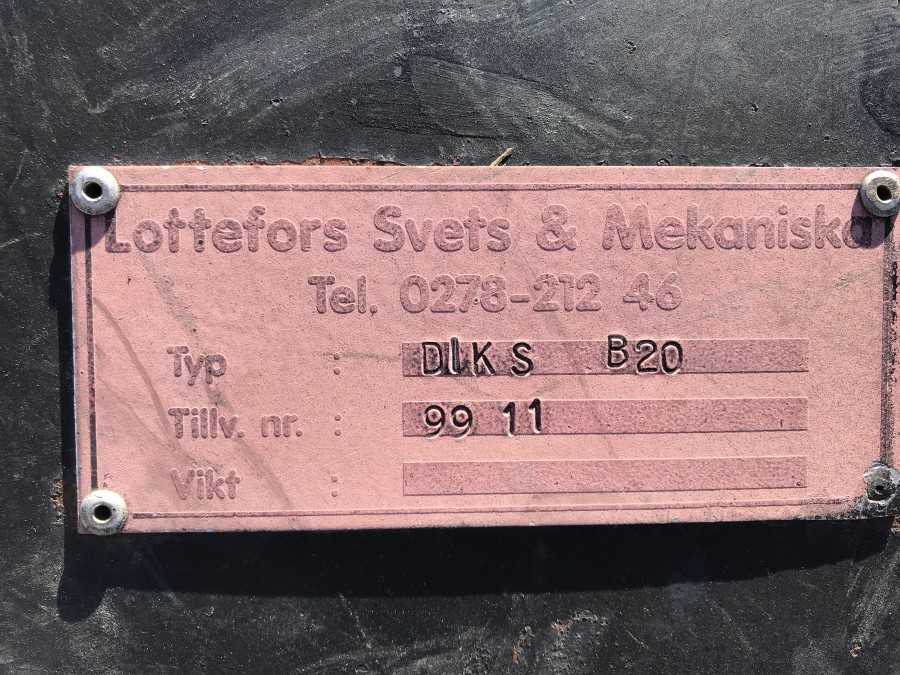 Lottefors Svets & Mekaniska
Tel. 0278-212 46
Typ : DIKS B20
Tillv. nr. : 99 11
Vikt :